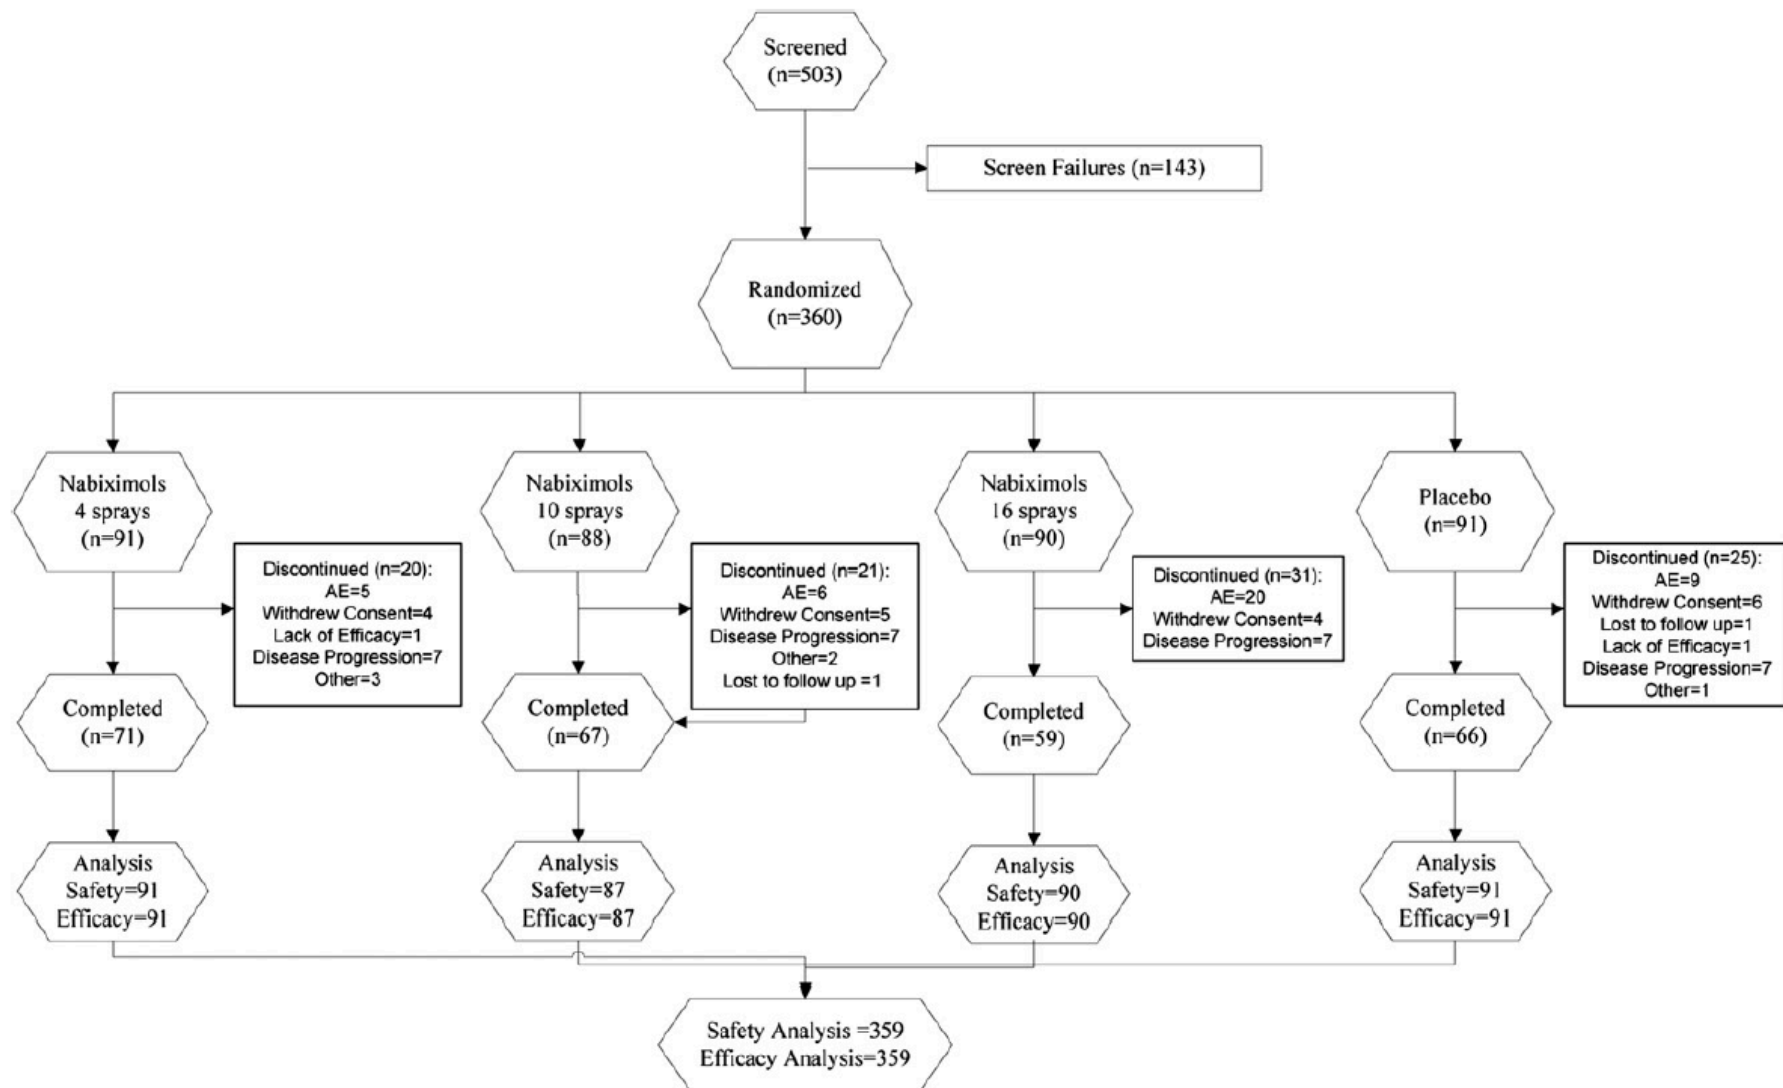 Screened
(n=503)
Screen Failures (n=143)
Randomized
(n=360)
Nabiximols
4 sprays
(n=91)
Nabiximols
10 sprays
(n=88)
Nabiximols
16 sprays
(n=90)
Placebo
(n=91)
Discontinued (n=20):
AE=5
Withdrew Consent=4
Lack of Efficacy=1
Disease Progression=7
Other=3
Discontinued (n=21):
AE=6
Withdrew Consent=5
Disease Progression=7
Other=2
Lost to follow up =1
Discontinued (n=31):
AE=20
Withdrew Consent=4
Disease Progression=7
Discontinued (n=25):
AE=9
Withdrew Consent=6
Lost to follow up=1
Lack of Efficacy=1
Disease Progression=7
Other=1
Completed
(n=71)
Completed
(n=67)
Completed
(n=59)
Completed
(n=66)
Analysis
Safety=91
Efficacy=91
Analysis
Safety=87
Efficacy=87
Analysis
Safety=90
Efficacy=90
Analysis
Safety=91
Efficacy=91
Safety Analysis =359
Efficacy Analysis=359